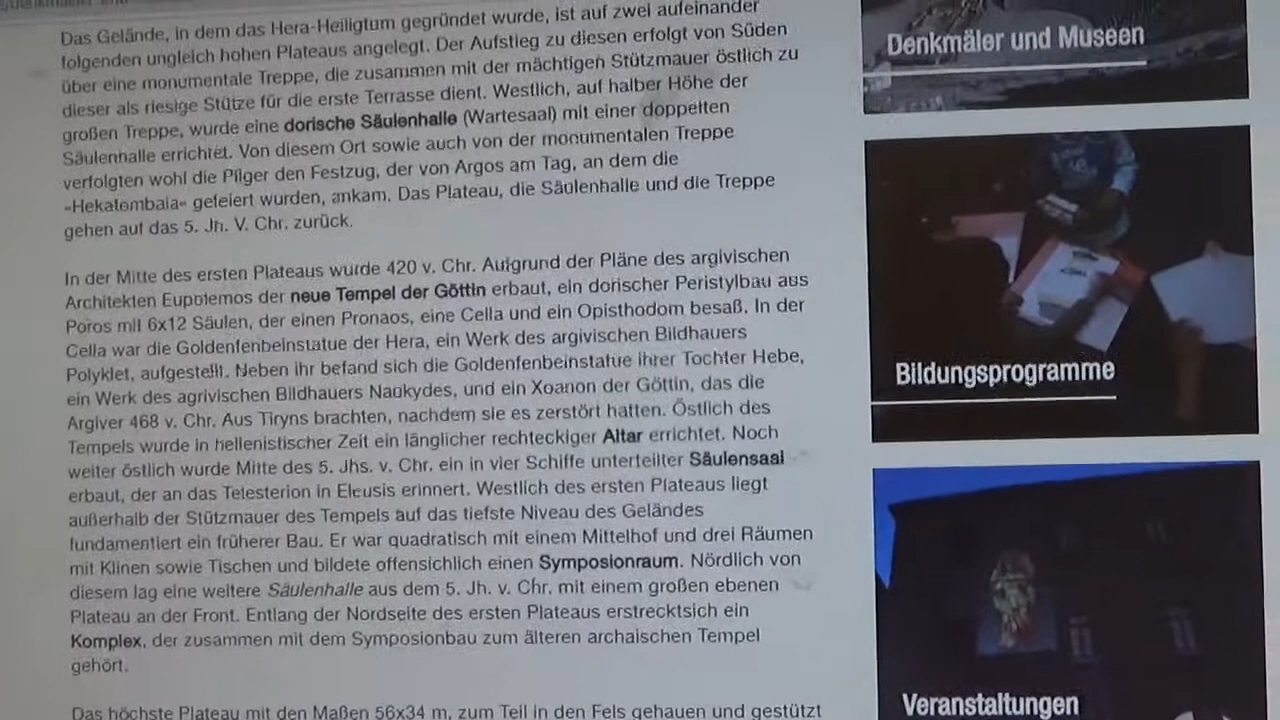 Das Gelände, in dem das Hera-Heiligtum gegründet wurde, ist auf zwei aufeinander
folgenden ungleich hohen Plateaus angelegt. Der Aufstieg zu diesen erfolgt von Süden
über eine monumentale Treppe, die zusammen mit der mächtigen Stützmauer östlich zu
dieser als riesige Stütze für die erste Terrasse dient. Westlich, auf halber Höhe der
großen Treppe, wurde eine dorische Säulenhalle (Wartesaal) mit einer doppelten
Säulenhalle errichtet. Von diesem Ort sowie auch von der monumentalen Treppe
verfolgten wohl die Pilger den Festzug, der von Argos am Tag, an dem die
«Hekatombaia» gefeiert wurden, ankam. Das Plateau, die Säulenhalle und die Treppe
gehen auf das 5. Jh. V. Chr. zurück.
In der Mitte des ersten Plateaus wurde 420 v. Chr. Aufgrund der Pläne des argivischen
Architekten Eupolemos der neue Tempel der Göttin erbaut, ein dorischer Peristylbau aus
Poros mit 6x12 Säulen, der einen Pronaos, eine Cella und ein Opisthodom besaß. In der
Cella war die Goldenfenbeinstatue der Hera, ein Werk des argivischen Bildhauers
Polyklet, aufgestellt. Neben ihr befand sich die Goldenfenbeinstatue ihrer Tochter Hebe,
ein Werk des agrivischen Bildhauers Naukydes, und ein Xoanon der Göttin, das die
Argiver 468 v. Chr. Aus Tiryns brachten, nachdem sie es zerstört hatten. Östlich des
Tempels wurde in hellenistischer Zeit ein länglicher rechteckiger Altar errichtet. Noch
weiter östlich wurde Mitte des 5. Jhs. v. Chr. ein in vier Schiffe unterteilter Säulensaal
erbaut, der an das Telesterion in Eleusis erinnert. Westlich des ersten Plateaus liegt
außerhalb der Stützmauer des Tempels auf das tiefste Niveau des Geländes
fundamentiert ein früherer Bau. Er war quadratisch mit einem Mittelhof und drei Räumen
mit Klinen sowie Tischen und bildete offensichlich einen Symposionraum. Nördlich von
diesem lag eine weitere Säulenhalle aus dem 5. Jh. v. Chr. mit einem großen ebenen
Plateau an der Front. Entlang der Nordseite des ersten Plateaus erstrecktsich ein
Komplex, der zusammen mit dem Symposionbau zum älteren archaischen Tempel
gehört.
Das höchste Plateau mit den Maßen 56x34 m, zum Teil in den Fels gehauen und gestützt
Denkmäler und Museen
Bildungsprogramme
Veranstaltungen